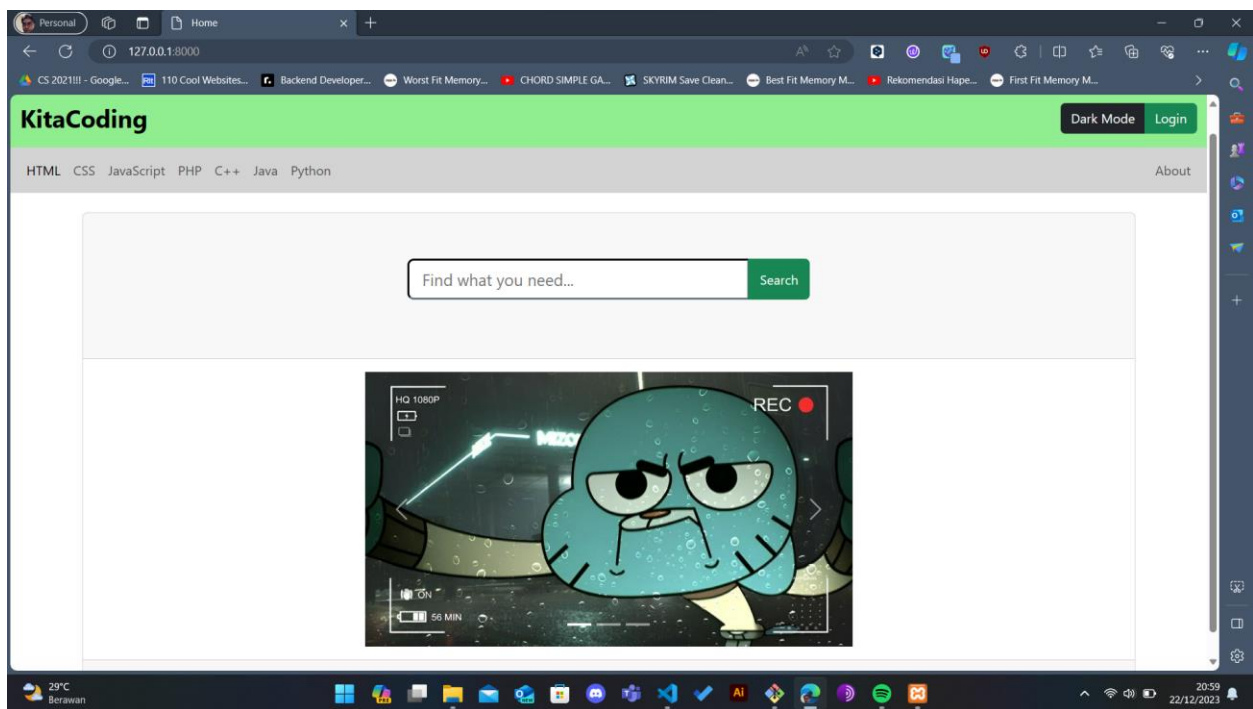 Personal
Home
127.0.0.1:8000
CS 2021!!! - Google... 110 Cool Websites... Backend Developer... Worst Fit Memory... CHORD SIMPLE GA... SKYRIM Save Clean... Best Fit Memory M... Rekomendasi Hape... First Fit Memory M...
KitaCoding
Dark Mode Login
HTML CSS JavaScript PHP C++ Java Python About
Find what you need... Search
HQ 1080P
REC
ON
56 MIN
29°C
Berawan
20:59
22/12/2023